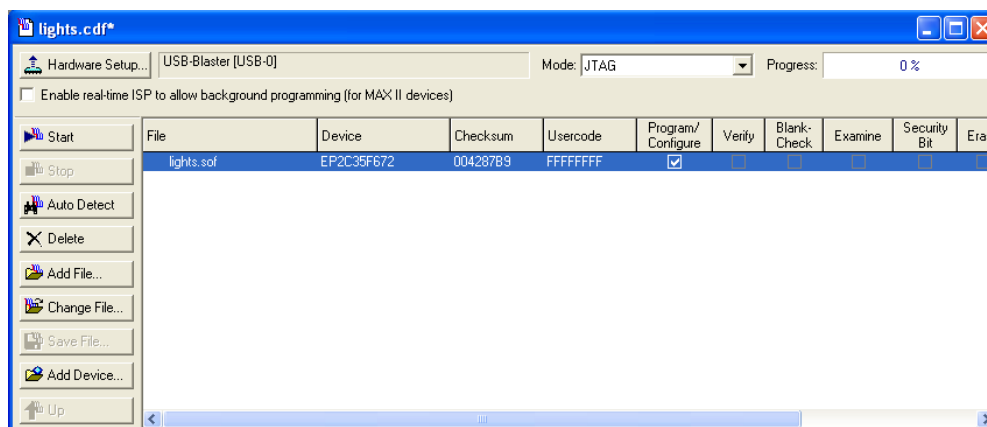 lights.cdf*
Hardware Setup... USB-Blaster [USB-0] Mode: JTAG Progress: 0 %
Enable real-time ISP to allow background programming (for MAX II devices)
Start
Stop
Auto Detect
Delete
Add File...
Change File...
Save File...
Add Device...
Up
File Device Checksum Usercode Program/ Configure Verify Blank- Check Examine Security Bit Era
lights.sof EP2C35F672 004287B9 FFFFFFFF